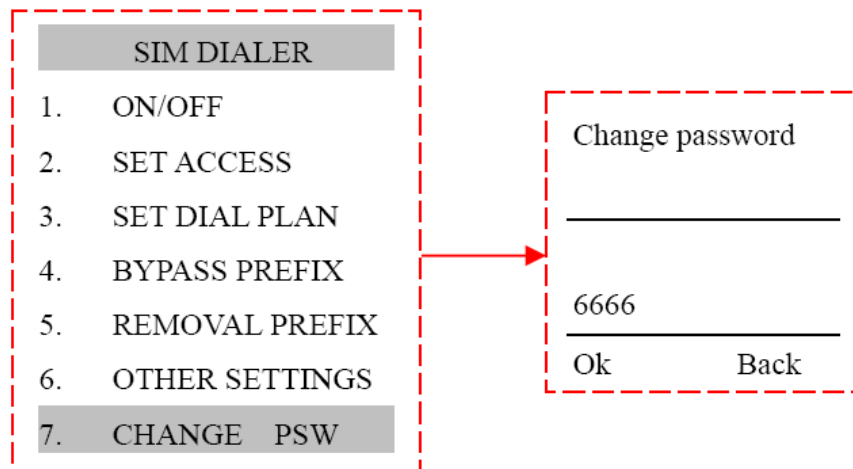 SIM DIALER
1. ON/OFF
2. SET ACCESS
3. SET DIAL PLAN
4. BYPASS PREFIX
5. REMOVAL PREFIX
6. OTHER SETTINGS
7. CHANGE PSW
Change password
6666
Ok Back